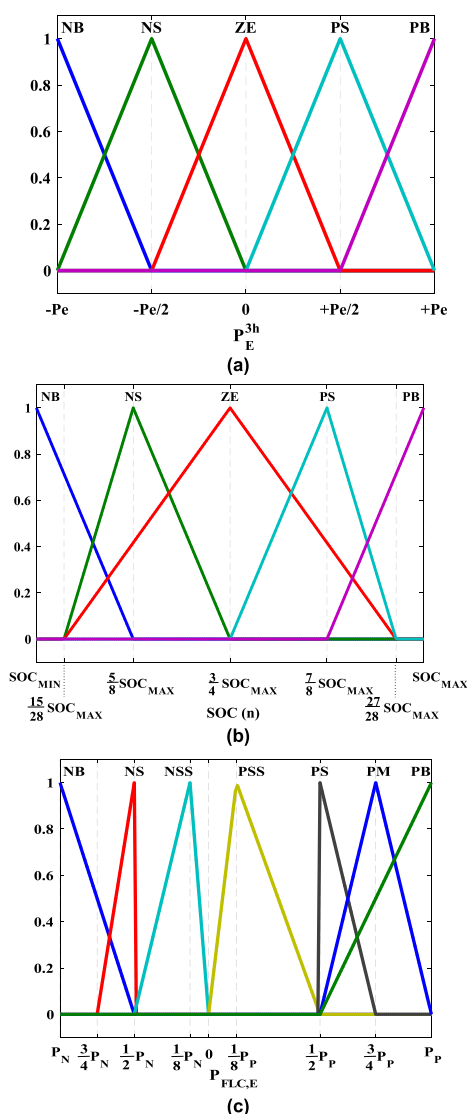 NB NS ZE PS PB
1
0.8
0.6
0.4
0.2
0
-Pe -Pe/2 0 +Pe/2 +Pe
P_E^3h
(a)
NB NS ZE PS PB
1
0.8
0.6
0.4
0.2
0
SOC_MIN 5/8 SOC_MAX 3/4 SOC_MAX 7/8 SOC_MAX SOC_MAX
15/28 SOC_MAX SOC (n) 27/28 SOC_MAX
(b)
NB NS NSS PSS PS PM PB
1
0.8
0.6
0.4
0.2
0
P_N 3/4 P_N 1/2 P_N 1/8 P_N 0 1/8 P_P 1/2 P_P 3/4 P_P P_P
P_FLC,E
(c)